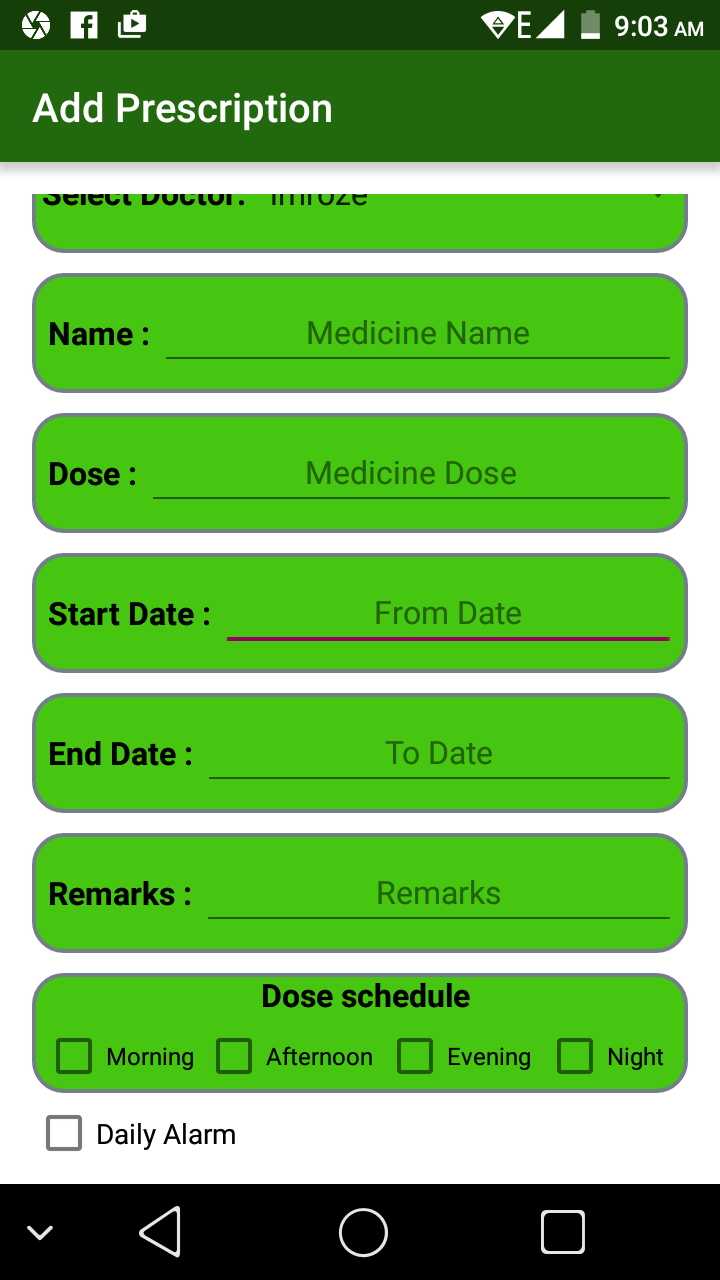 E 9:03 AM
Add Prescription
Select Doctor: Imroze
Name : Medicine Name
Dose : Medicine Dose
Start Date : From Date
End Date : To Date
Remarks : Remarks
Dose schedule
Morning Afternoon Evening Night
Daily Alarm